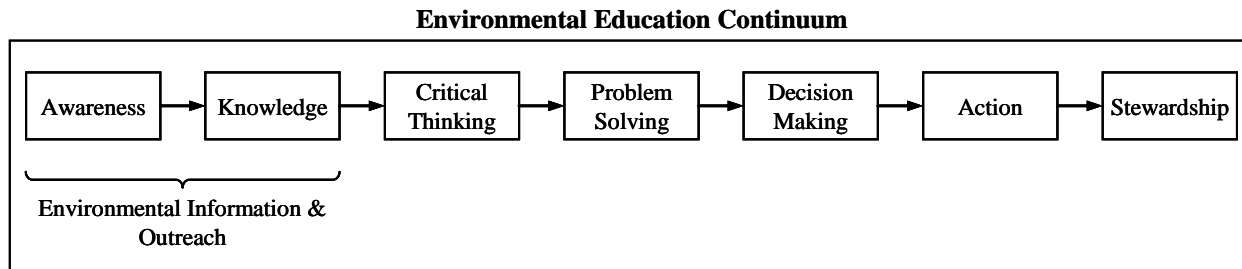 Environmental Education Continuum
Awareness
Knowledge
Critical
Thinking
Problem
Solving
Decision
Making
Action
Stewardship
Environmental Information &
Outreach